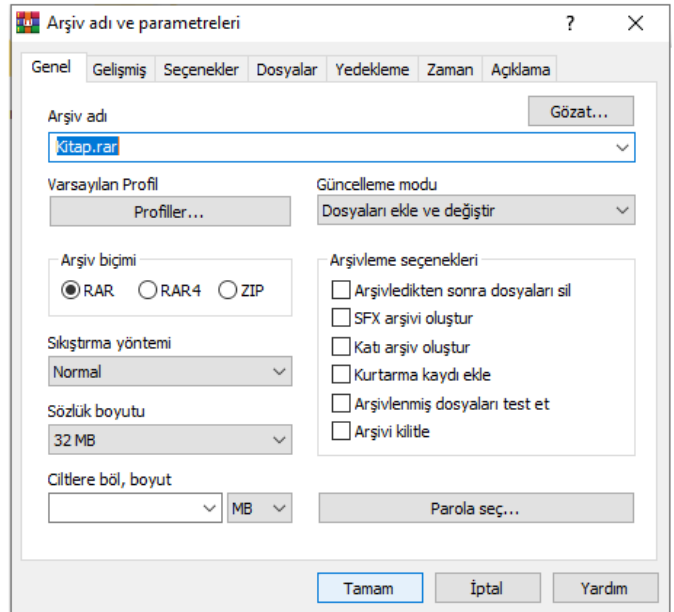 Arşiv adı ve parametreleri
Genel Gelişmiş Seçenekler Dosyalar Yedekleme Zaman Açıklama
Arşiv adı
Gözat...
Kitap.rar
Varsayılan Profil
Profiller...
Güncelleme modu
Dosyaları ekle ve değiştir
Arşiv biçimi
RAR RAR4 ZIP
Sıkıştırma yöntemi
Normal
Sözlük boyutu
32 MB
Ciltlere böl, boyut
MB
Arşivleme seçenekleri
Arşivledikten sonra dosyaları sil
SFX arşivi oluştur
Katı arşiv oluştur
Kurtarma kaydı ekle
Arşivlenmiş dosyaları test et
Arşivi kilitle
Parola seç...
Tamam İptal Yardım